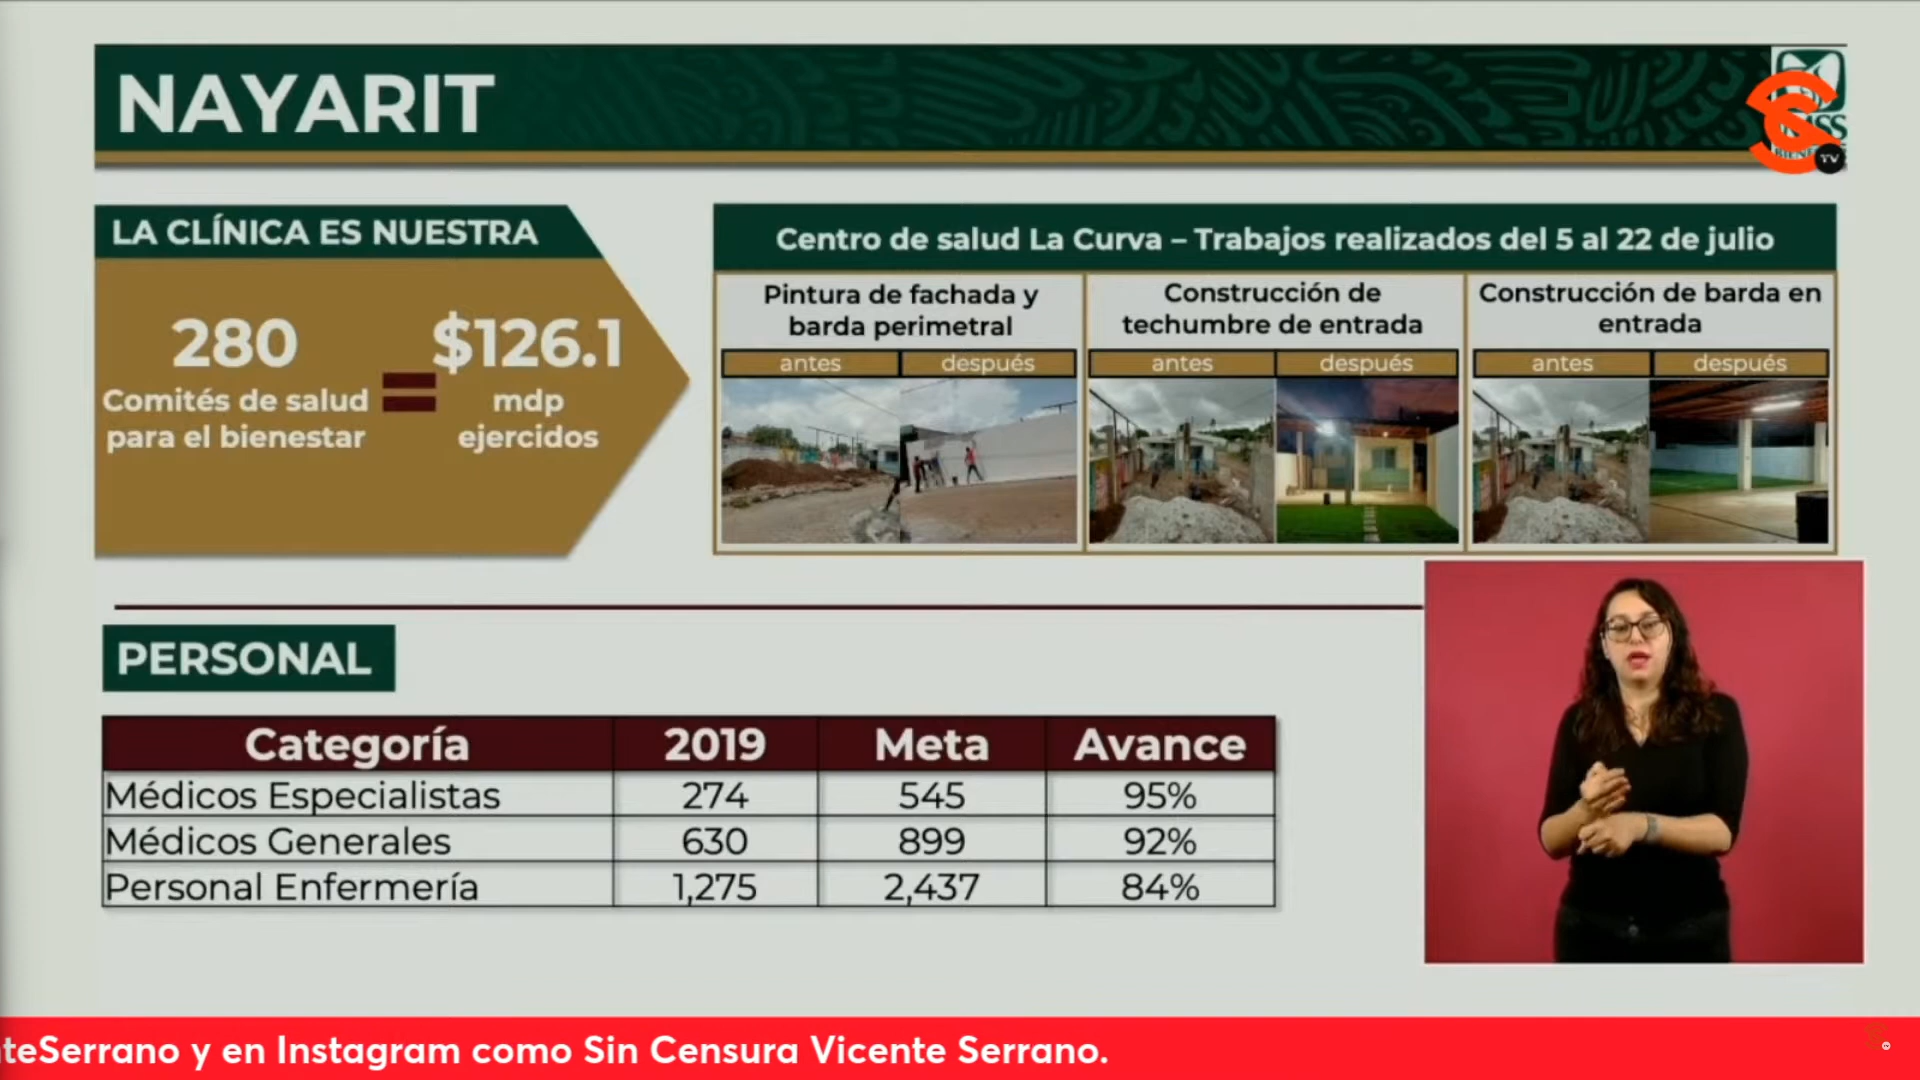 NAYARIT
LA CLÍNICA ES NUESTRA
280
Comités de salud
para el bienestar
=
$126.1
mdp
ejercidos
Centro de salud La Curva – Trabajos realizados del 5 al 22 de julio
Pintura de fachada y
barda perimetral
antes después
Construcción de
techumbre de entrada
antes después
Construcción de barda en
entrada
antes después
PERSONAL
Categoría 2019 Meta Avance
Médicos Especialistas 274 545 95%
Médicos Generales 630 899 92%
Personal Enfermería 1,275 2,437 84%
TV
teSerrano y en Instagram como Sin Censura Vicente Serrano.